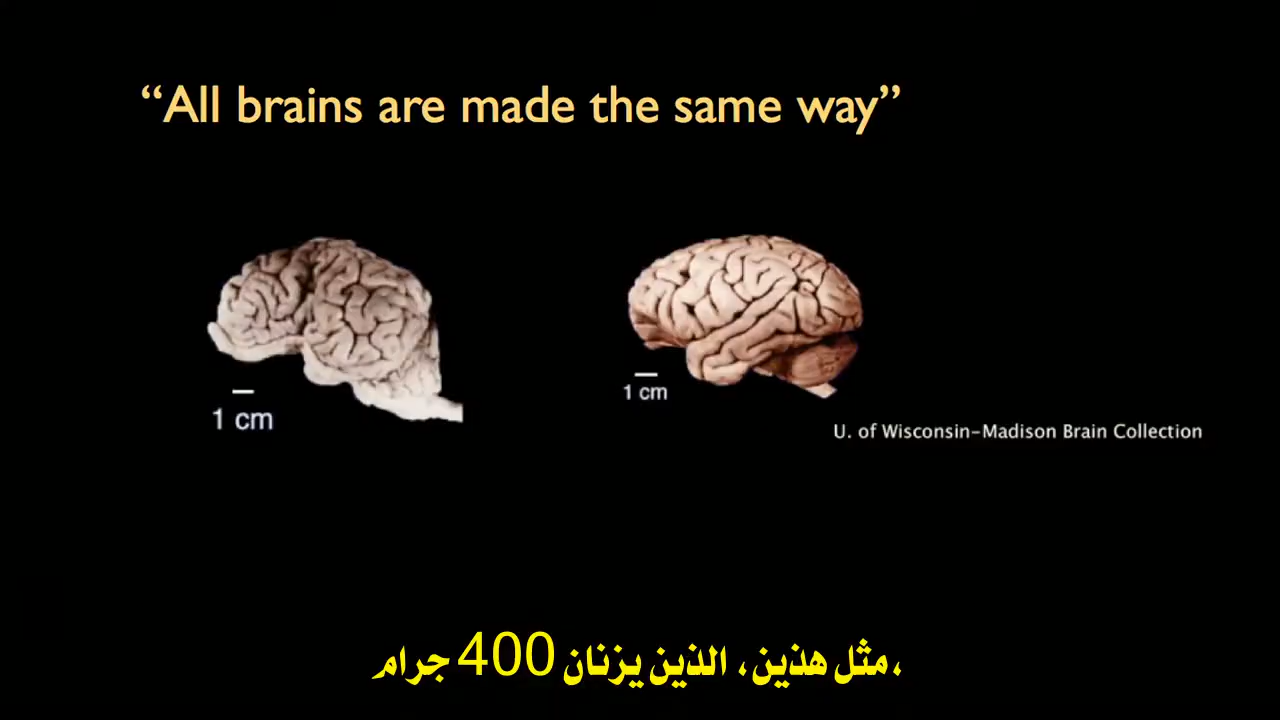 “All brains are made the same way”
1 cm
1 cm
U. of Wisconsin–Madison Brain Collection
مثل هذين، الذين يزنان 400 جرام،